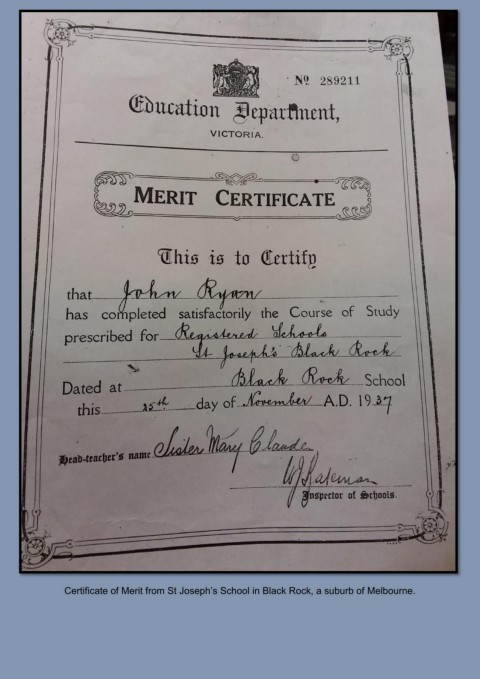 No 289211
Education Department,
VICTORIA.
MERIT CERTIFICATE
This is to Certify
that John Ryan
has completed satisfactorily the Course of Study
prescribed for Registered Schools
St Joseph's Black Rock
Dated at Black Rock School
this 25th day of November A.D. 1937
Head-teacher's name Sister Mary Claude
Inspector of Schools.
Certificate of Merit from St Joseph's School in Black Rock, a suburb of Melbourne.